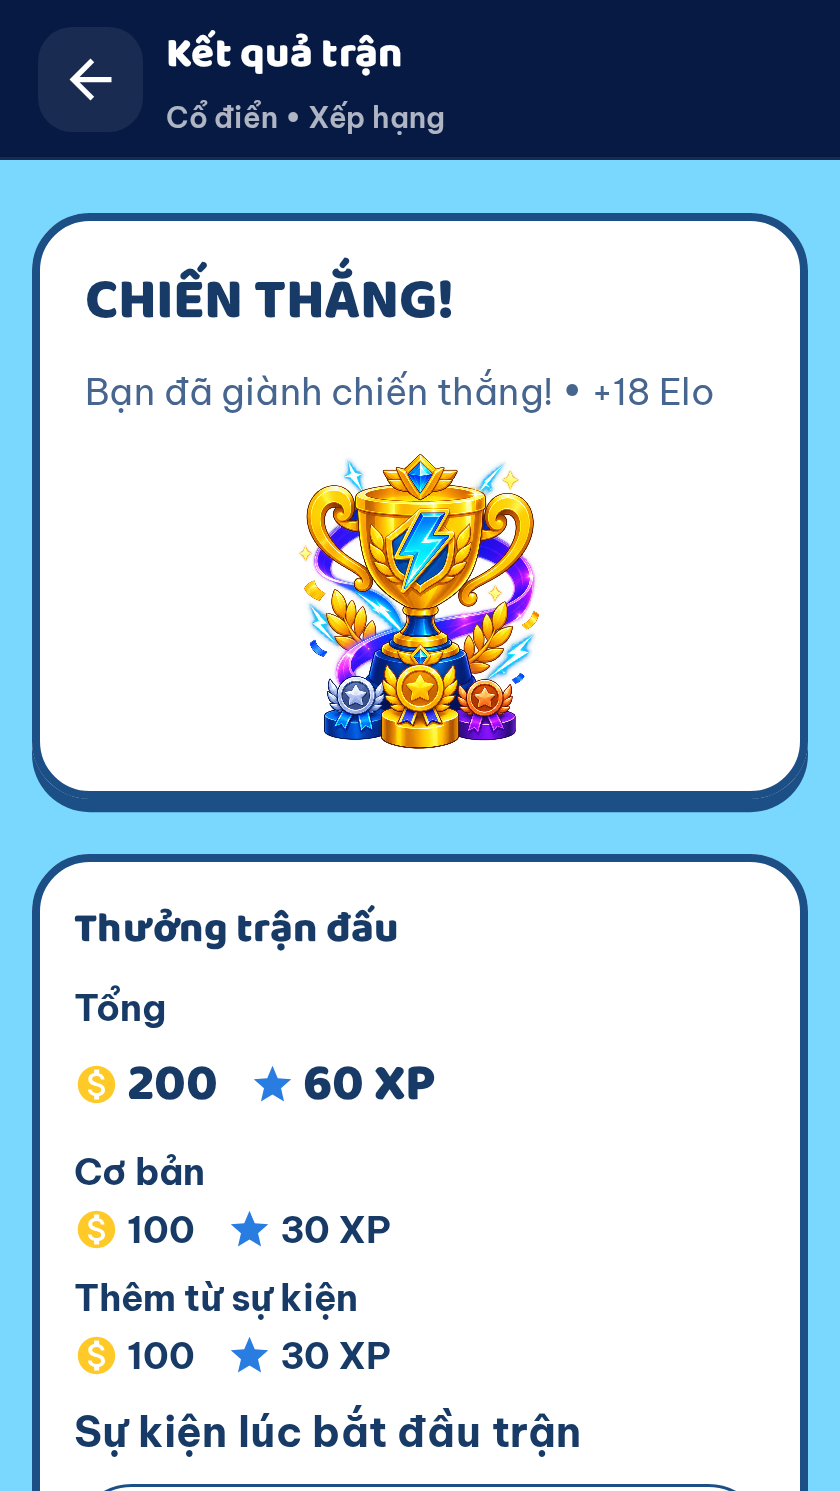 Kết quả trận
Cổ điển • Xếp hạng
CHIẾN THẮNG!
Bạn đã giành chiến thắng! • +18 Elo
Thưởng trận đấu
Tổng
200 60 XP
Cơ bản
100 30 XP
Thêm từ sự kiện
100 30 XP
Sự kiện lúc bắt đầu trận